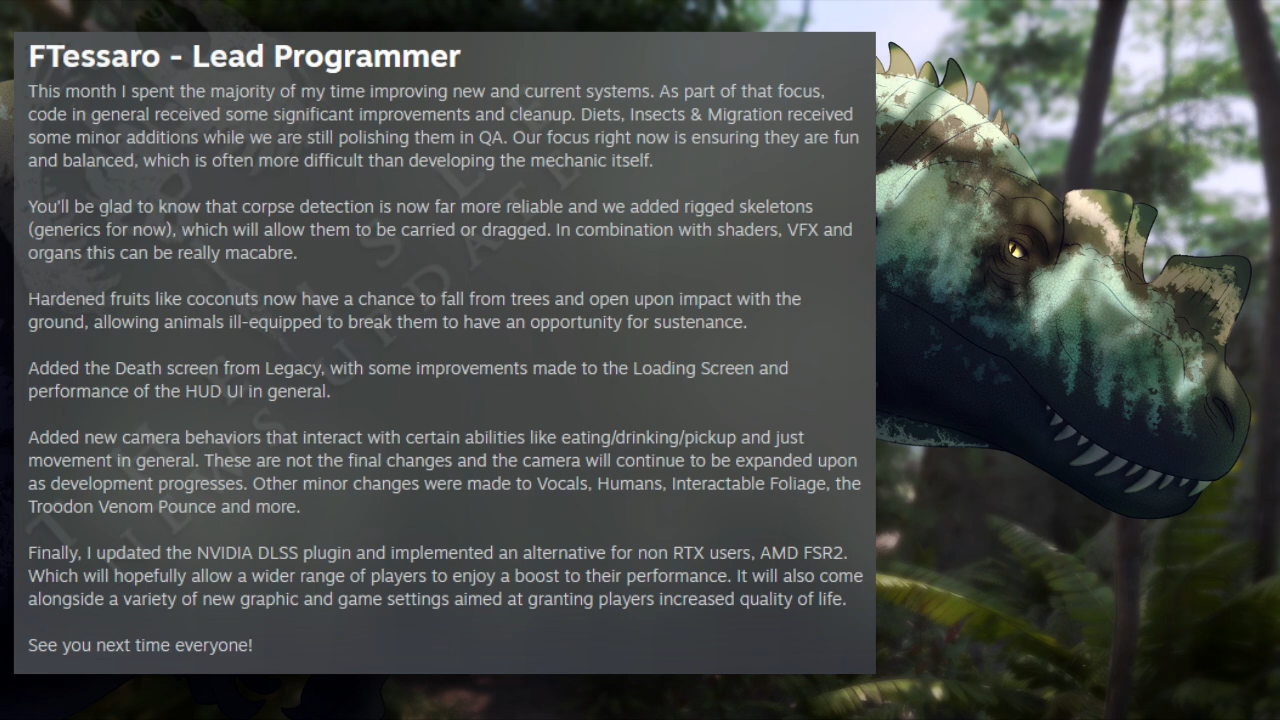 FTessaro - Lead Programmer
This month I spent the majority of my time improving new and current systems. As part of that focus,
code in general received some significant improvements and cleanup. Diets, Insects & Migration received
some minor additions while we are still polishing them in QA. Our focus right now is ensuring they are fun
and balanced, which is often more difficult than developing the mechanic itself.
You'll be glad to know that corpse detection is now far more reliable and we added rigged skeletons
(generics for now), which will allow them to be carried or dragged. In combination with shaders, VFX and
organs this can be really macabre.
Hardened fruits like coconuts now have a chance to fall from trees and open upon impact with the
ground, allowing animals ill-equipped to break them to have an opportunity for sustenance.
Added the Death screen from Legacy, with some improvements made to the Loading Screen and
performance of the HUD UI in general.
Added new camera behaviors that interact with certain abilities like eating/drinking/pickup and just
movement in general. These are not the final changes and the camera will continue to be expanded upon
as development progresses. Other minor changes were made to Vocals, Humans, Interactable Foliage, the
Troodon Venom Pounce and more.
Finally, I updated the NVIDIA DLSS plugin and implemented an alternative for non RTX users, AMD FSR2.
Which will hopefully allow a wider range of players to enjoy a boost to their performance. It will also come
alongside a variety of new graphic and game settings aimed at granting players increased quality of life.
See you next time everyone!